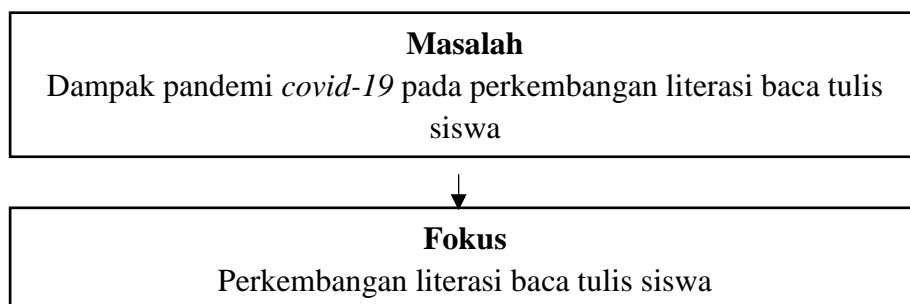 Masalah
Dampak pandemi covid-19 pada perkembangan literasi baca tulis
siswa
Fokus
Perkembangan literasi baca tulis siswa